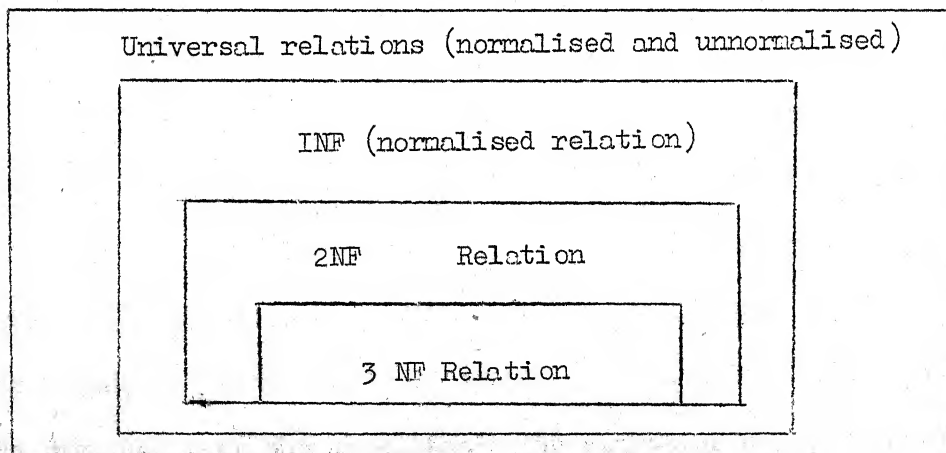 Universal relations (normalised and unnormalised)
INF (normalised relation)
2NF Relation
3 NF Relation